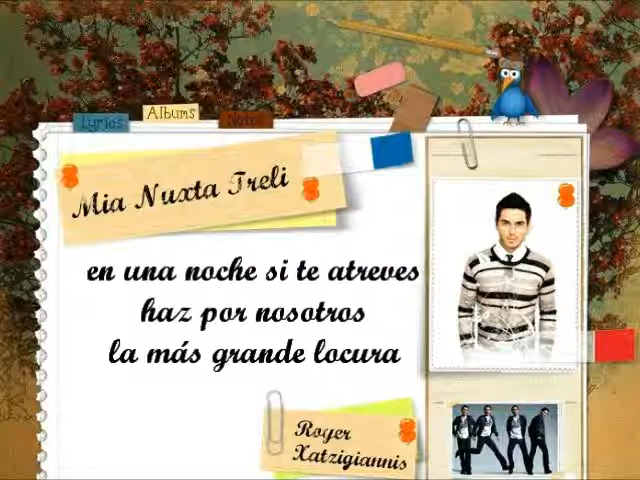 Lyrics
Albums
Notes
Mia Nuxta Treli
en una noche si te atreves
haz por nosotros
la más grande locura
Royer
Xatzigiannis